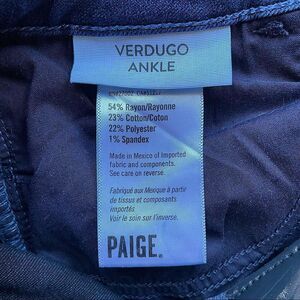 VERDUGO
ANKLE
54% Rayon/Rayonne
23% Cotton/Coton
22% Polyester
1% Spandex
Made in Mexico of Imported
fabric and components.
See care on reverse.
Fabriqué aux Mexique à partir
de tissus et composants
importés
Voir le soin sur l'inverse.
PAIGE.